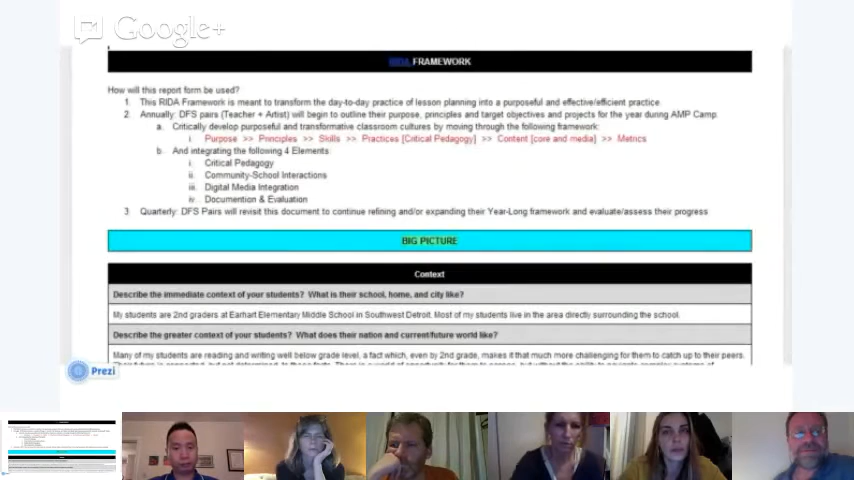 Google+
RIDA FRAMEWORK
How will this report form be used?
1. This RIDA Framework is meant to transform the day-to-day practice of lesson planning into a purposeful and effective/efficient practice
2. Annually: DFS pairs (Teacher + Artist) will begin to outline their purpose, principles and target objectives and projects for the year during AMP Camp.
a. Critically develop purposeful and transformative classroom cultures by moving through the following framework:
i. Purpose >> Principles >> Skills >> Practices [Critical Pedagogy] >> Content [core and media] >> Metrics
b. And integrating the following 4 Elements:
i. Critical Pedagogy
ii. Community-School Interactions
iii. Digital Media Integration
iv. Documention & Evaluation
3. Quarterly: DFS Pairs will revisit this document to continue refining and/or expanding their Year-Long framework and evaluate/assess their progress
BIG PICTURE
Context
Describe the immediate context of your students? What is their school, home, and city like?
My students are 2nd graders at Earhart Elementary Middle School in Southwest Detroit. Most of my students live in the area directly surrounding the school.
Describe the greater context of your students? What does their nation and current/future world like?
Many of my students are reading and writing well below grade level, a fact which, even by 2nd grade, makes it that much more challenging for them to catch up to their peers.
Prezi